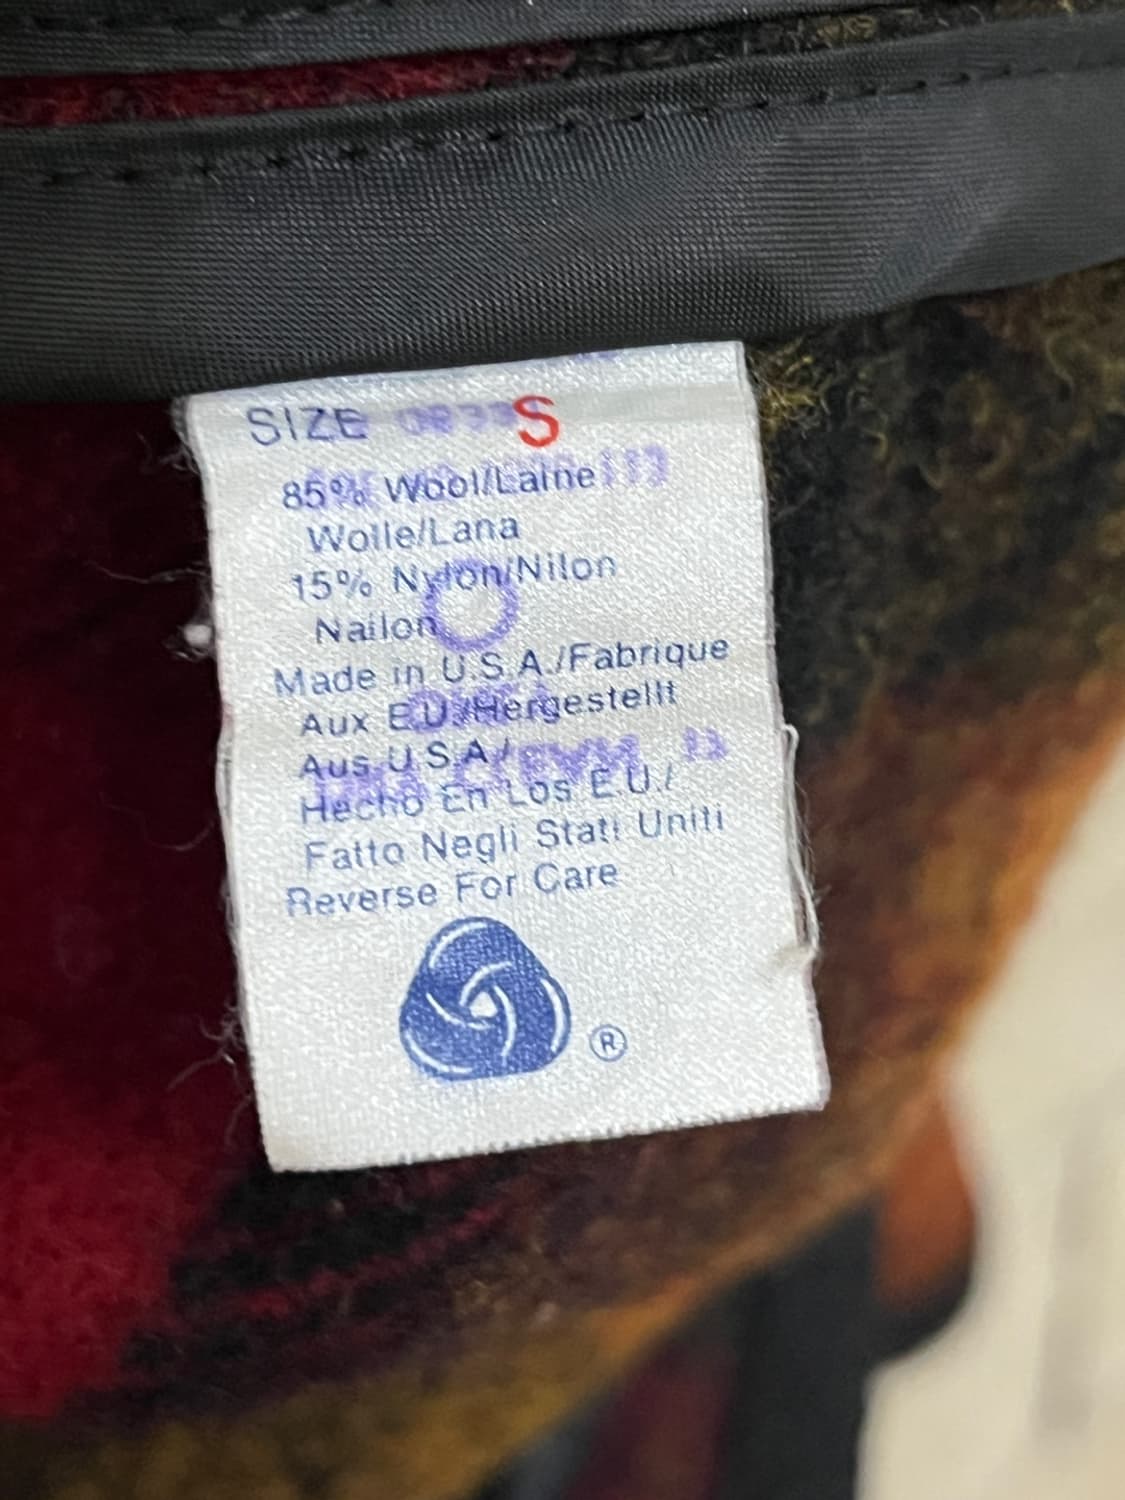 SIZE S
85% Wool/Laine
Wolle/Lana
15% Nylon/Nilon
Nailon
Made in U.S.A./Fabrique
Aux E.U./Hergestellt
Aus U.S.A/
Hecho En Los E.U./
Fatto Negli Stati Uniti
Reverse For Care
®